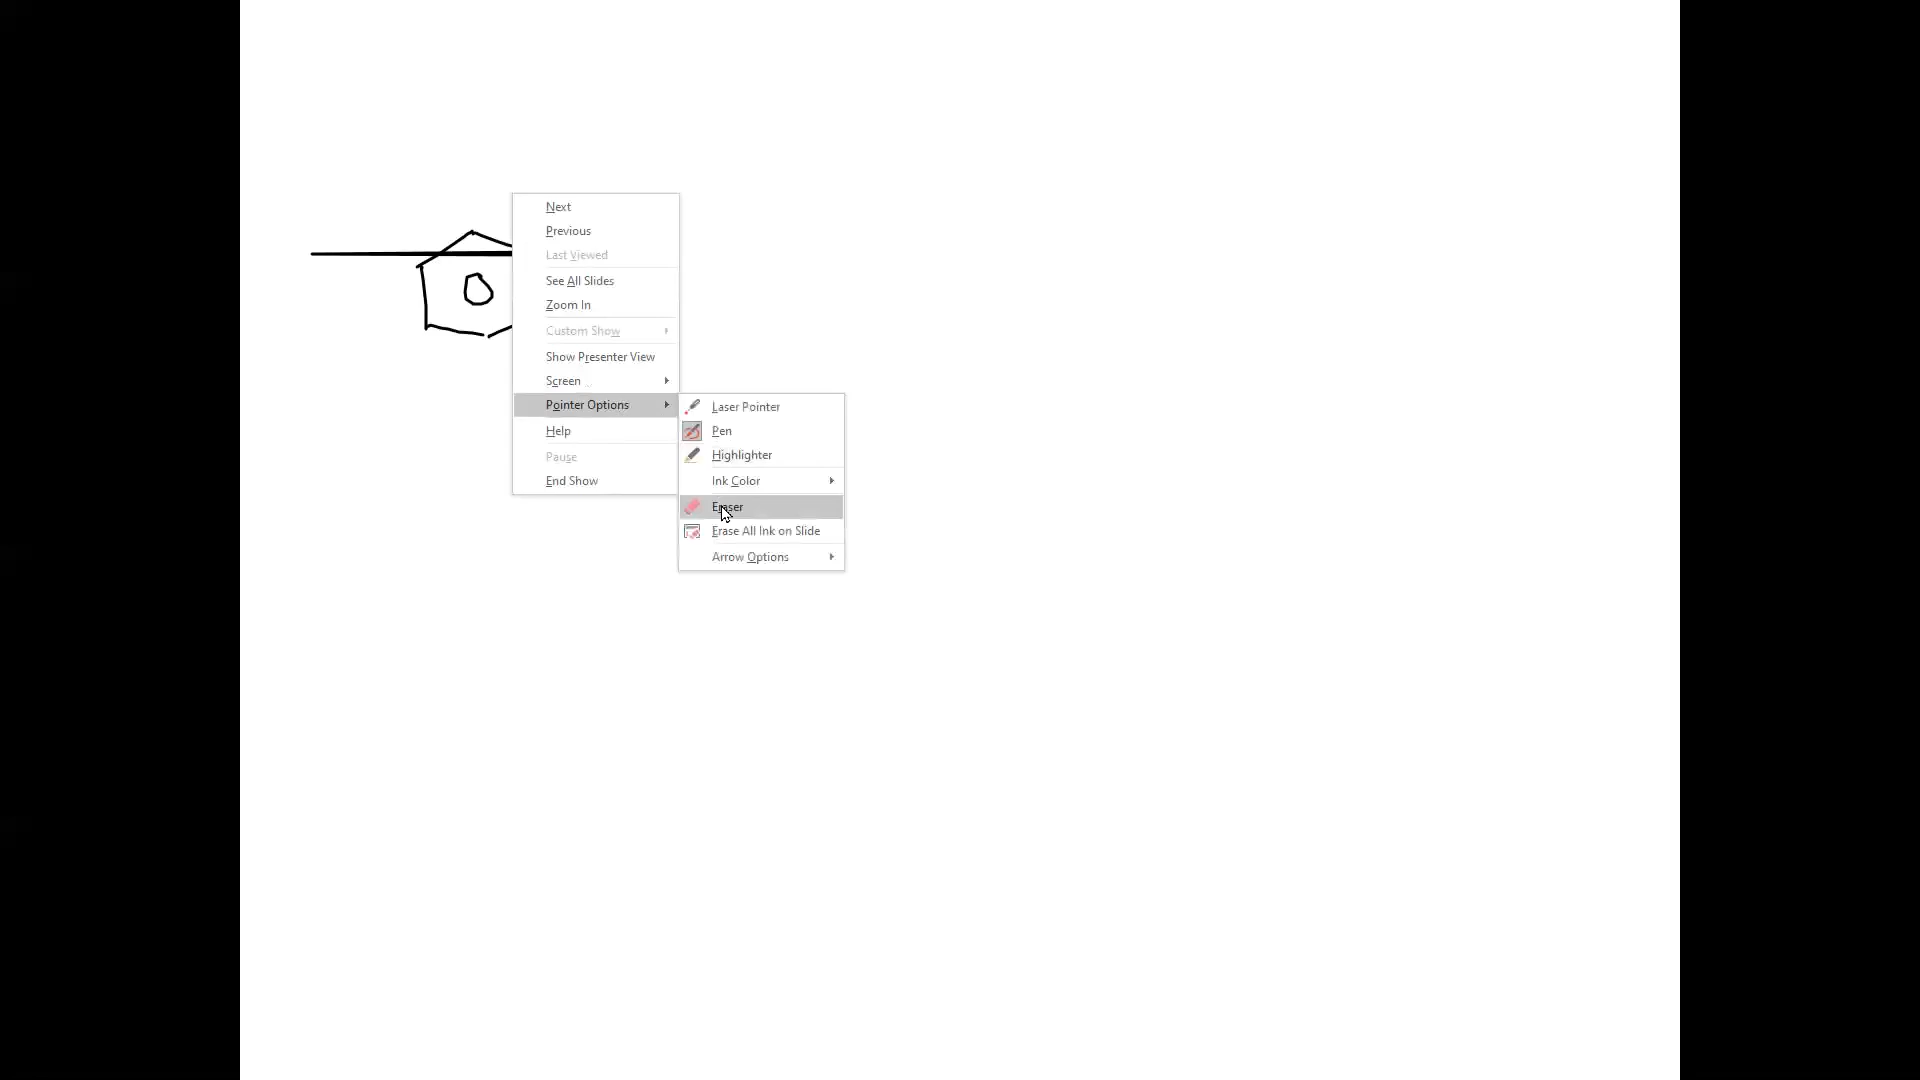 Next
Previous
Last Viewed
See All Slides
Zoom In
Custom Show
Show Presenter View
Screen
Pointer Options
Help
Pause
End Show
Laser Pointer
Pen
Highlighter
Ink Color
Eraser
Erase All Ink on Slide
Arrow Options